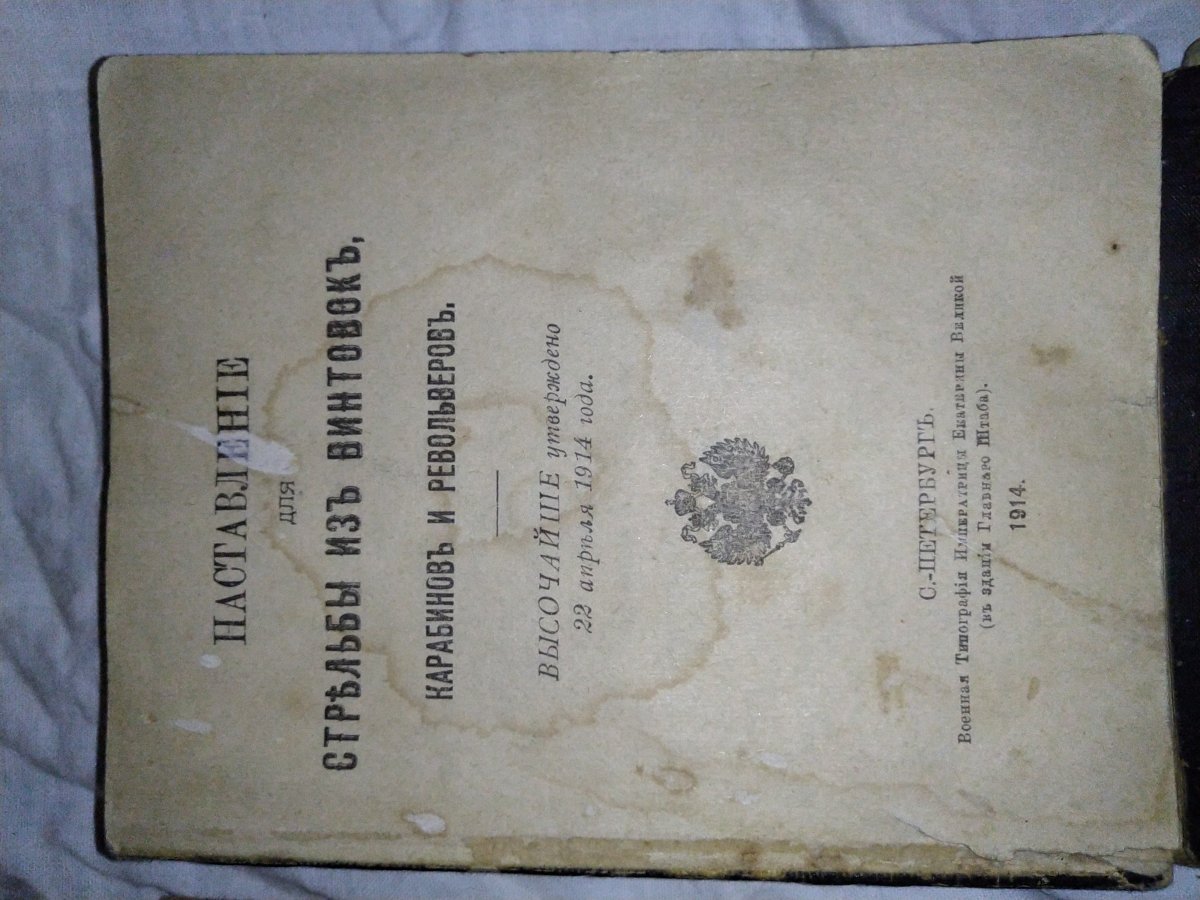 НАСТАВЛЕНІЕ
ДЛЯ
СТРѢЛЬБЫ ИЗЪ ВИНТОВОКЪ,
КАРАБИНОВЪ И РЕВОЛЬВЕРОВЪ.
ВЫСОЧАЙШЕ утверждено
22 апрѣля 1914 года.
С.-ПЕТЕРБУРГЪ.
Военная Типографія Императрицы Екатерины Великой
(въ зданіи Главнаго Штаба).
1914.